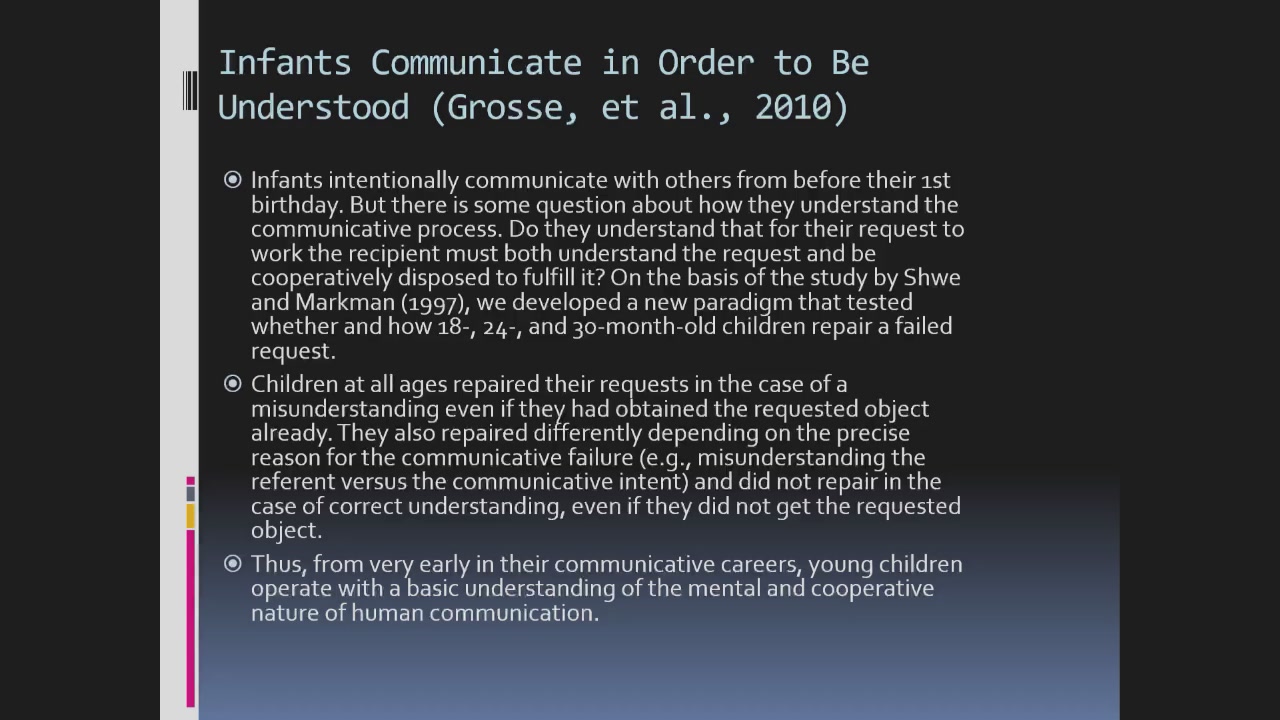 Infants Communicate in Order to Be
Understood (Grosse, et al., 2010)
Infants intentionally communicate with others from before their 1st
birthday. But there is some question about how they understand the
communicative process. Do they understand that for their request to
work the recipient must both understand the request and be
cooperatively disposed to fulfill it? On the basis of the study by Shwe
and Markman (1997), we developed a new paradigm that tested
whether and how 18-, 24-, and 30-month-old children repair a failed
request.
Children at all ages repaired their requests in the case of a
misunderstanding even if they had obtained the requested object
already. They also repaired differently depending on the precise
reason for the communicative failure (e.g., misunderstanding the
referent versus the communicative intent) and did not repair in the
case of correct understanding, even if they did not get the requested
object.
Thus, from very early in their communicative careers, young children
operate with a basic understanding of the mental and cooperative
nature of human communication.